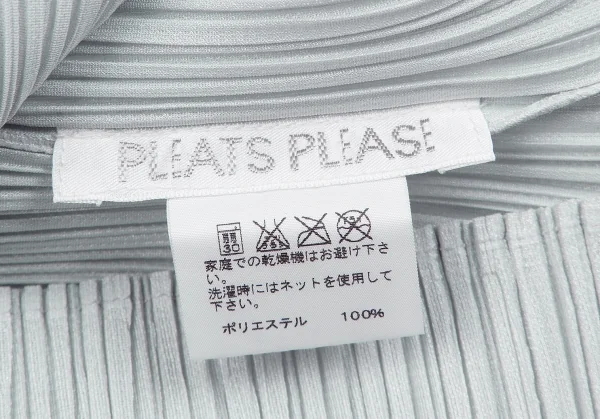 PLEATS PLEASE
30
家庭での乾燥機はお避け下さ
い。
洗濯時にはネットを使用して
下さい。
ポリエステル 100%